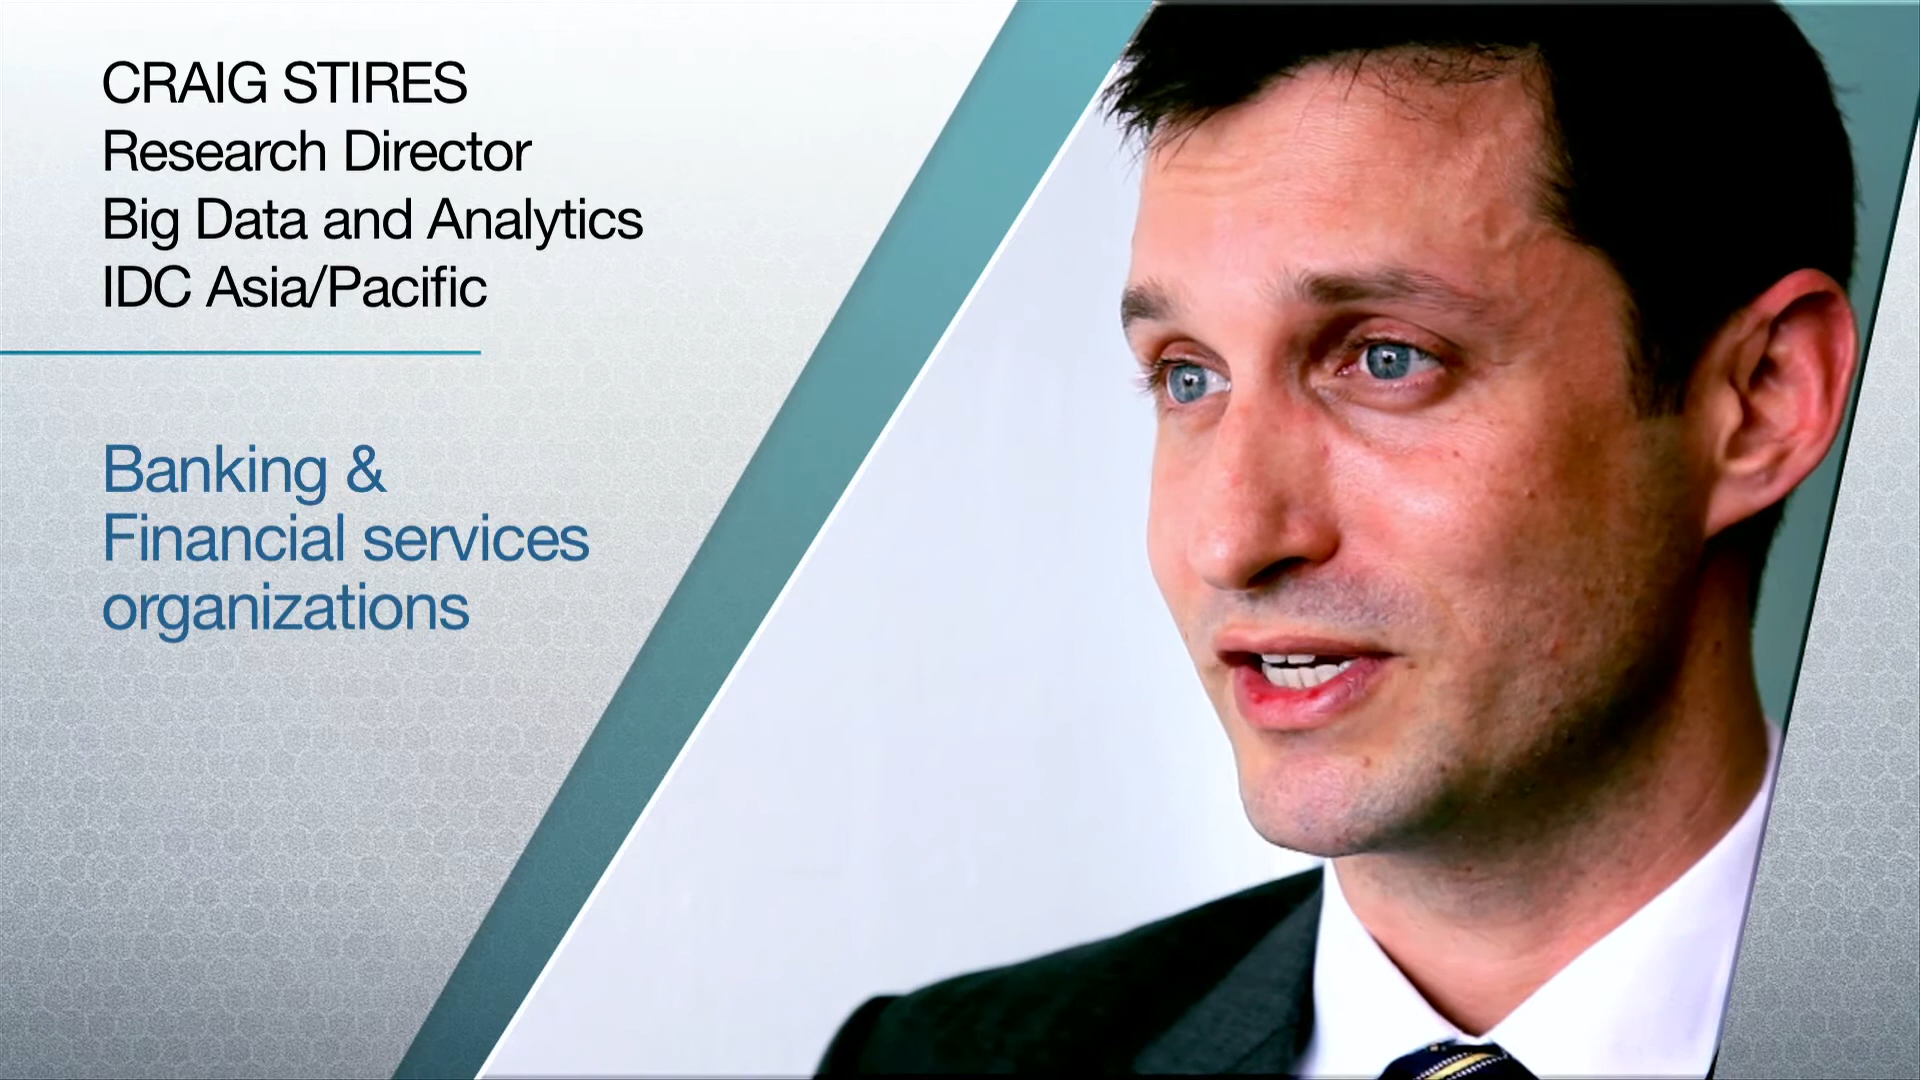 CRAIG STIRES
Research Director
Big Data and Analytics
IDC Asia/Pacific
Banking &
Financial services
organizations